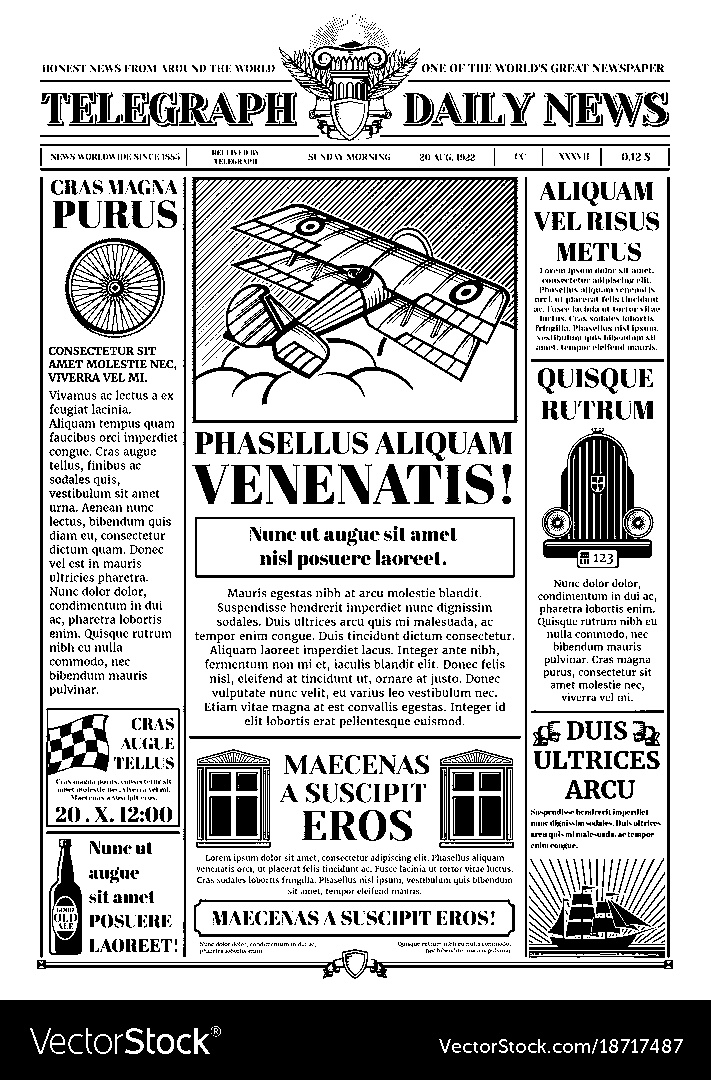 HONEST NEWS FROM AROUND THE WORLD
ONE OF THE WORLD'S GREAT NEWSPAPER
TELEGRAPH DAILY NEWS
NEWS WORLDWIDE SINCE 1885
RECEIVED BY
TELEGRAPH
SUNDAY MORNING
20 AUG. 1922
CC
XXXVII
0,12 $
CRAS MAGNA
PURUS
CONSECTETUR SIT
AMET MOLESTIE NEC,
VIVERRA VEL MI.
Vivamus ac lectus a ex
feugiat lacinia.
Aliquam tempus quam
faucibus orci imperdiet
congue. Cras augue
tellus, finibus ac
sodales quis,
vestibulum sit amet
urna. Aenean nunc
lectus, bibendum quis
diam eu, consectetur
dictum quam. Donec
vel est in mauris
ultricies pharetra.
Nunc dolor dolor,
condimentum in dui
ac, pharetra lobortis
enim. Quisque rutrum
nibh eu nulla
commodo, nec
bibendum mauris
pulvinar.
CRAS
AUGUE
TELLUS
Cras magna purus, consectetur sit
amet molestie nec, viverra vel mi.
Maecenas a suscipit eros.
20 . X. 12:00
GOOD
OLD
ALE
Nunc ut
augue
sit amet
POSUERE
LAOREET!
PHASELLUS ALIQUAM
VENENATIS!
Nunc ut augue sit amet
nisl posuere laoreet.
Mauris egestas nibh at arcu molestie blandit.
Suspendisse hendrerit imperdiet nunc dignissim
sodales. Duis ultrices arcu quis mi malesuada, ac
tempor enim congue. Duis tincidunt dictum consectetur.
Aliquam laoreet imperdiet lacus. Integer ante nibh,
fermentum non mi et, iaculis blandit elit. Donec felis
nisl, eleifend at tincidunt ut, ornare at justo. Donec
vulputate nunc velit, eu varius leo vestibulum nec.
Etiam vitae magna at est convallis egestas. Integer id
elit lobortis erat pellentesque euismod.
MAECENAS
A SUSCIPIT
EROS
Lorem ipsum dolor sit amet, consectetur adipiscing elit. Phasellus aliquam
venenatis orci, ut placerat felis tincidunt ac. Fusce lacinia ut tortor vitae luctus.
Cras sodales lobortis fringilla. Phasellus nisl ipsum, vestibulum quis bibendum
sit amet, tempor eleifend mauris.
MAECENAS A SUSCIPIT EROS!
Nunc dolor dolor, condimentum in dui ac,
pharetra lobortis enim.
Quisque rutrum nibh eu nulla commodo,
nec bibendum mauris pulvinar.
ALIQUAM
VEL RISUS
METUS
Lorem ipsum dolor sit amet,
consectetur adipiscing elit.
Phasellus aliquam venenatis
orci, ut placerat felis tincidunt
ac. Fusce lacinia ut tortor vitae
luctus. Cras sodales lobortis
fringilla. Phasellus nisl ipsum,
vestibulum quis bibendum sit
amet, tempor eleifend mauris.
QUISQUE
RUTRUM
123
Nunc dolor dolor,
condimentum in dui ac,
pharetra lobortis enim.
Quisque rutrum nibh eu
nulla commodo, nec
bibendum mauris
pulvinar. Cras magna
purus, consectetur sit
amet molestie nec,
viverra vel mi.
DUIS
ULTRICES
ARCU
Suspendisse hendrerit imperdiet
nunc dignissim sodales. Duis ultrices
arcu quis mi malesuada, ac tempor
enim congue.
VectorStock®
VectorStock.com/18717487